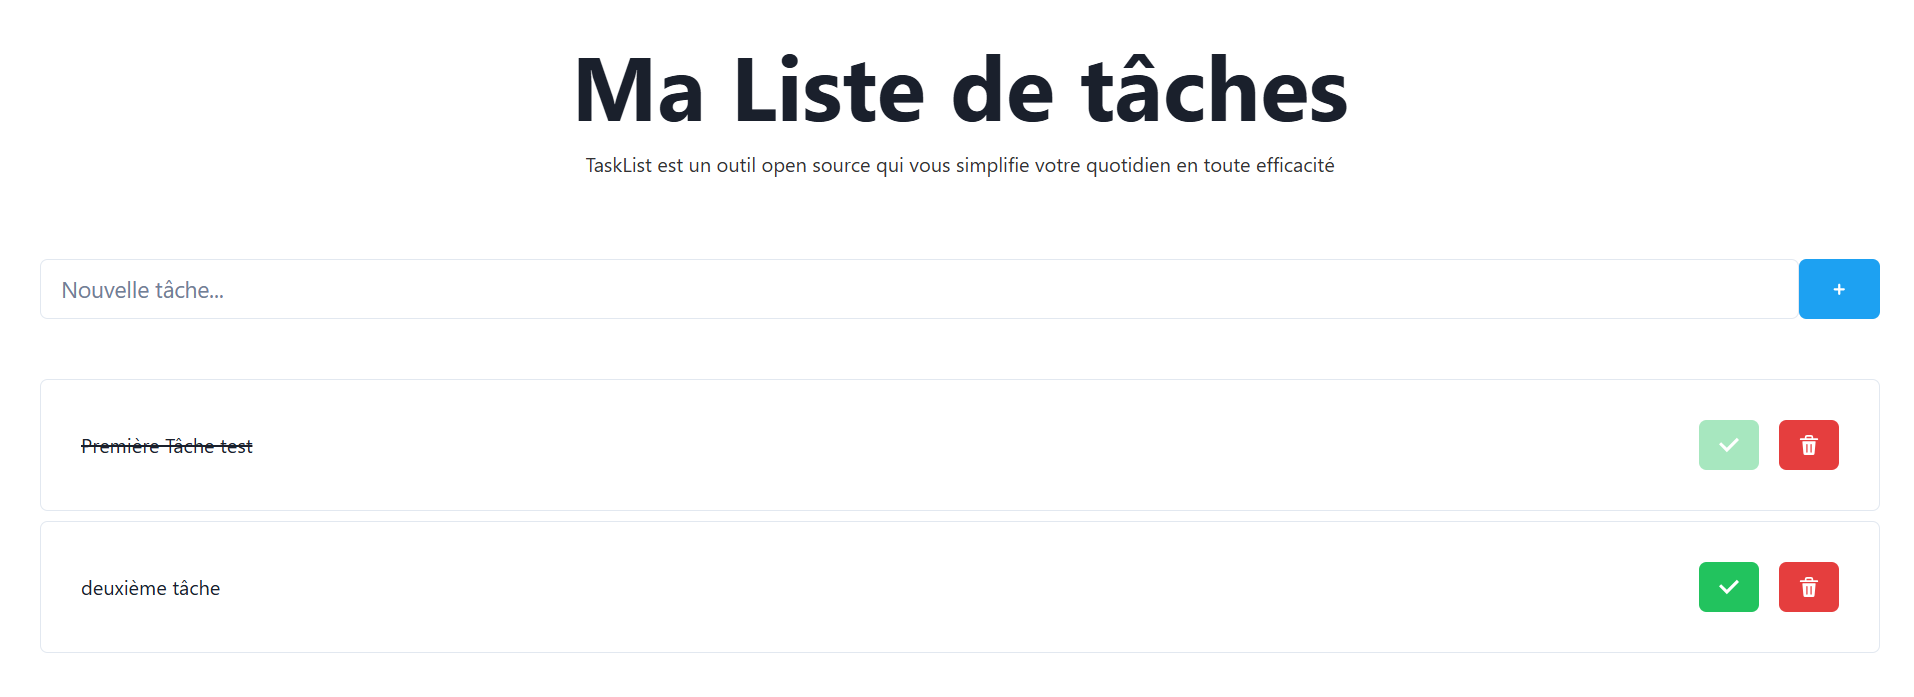 Ma Liste de tâches
TaskList est un outil open source qui vous simplifie votre quotidien en toute efficacité
Nouvelle tâche...
+
Première Tâche test
deuxième tâche